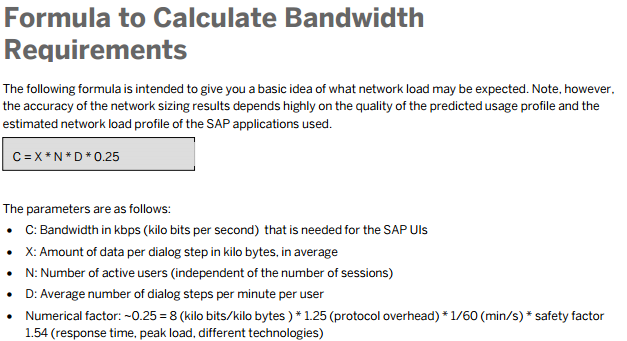 Formula to Calculate Bandwidth
Requirements
The following formula is intended to give you a basic idea of what network load may be expected. Note, however,
the accuracy of the network sizing results depends highly on the quality of the predicted usage profile and the
estimated network load profile of the SAP applications used.
C = X * N * D * 0.25
The parameters are as follows:
• C: Bandwidth in kbps (kilo bits per second) that is needed for the SAP UIs
• X: Amount of data per dialog step in kilo bytes, in average
• N: Number of active users (independent of the number of sessions)
• D: Average number of dialog steps per minute per user
• Numerical factor: ~0.25 = 8 (kilo bits/kilo bytes ) * 1.25 (protocol overhead) * 1/60 (min/s) * safety factor
1.54 (response time, peak load, different technologies)